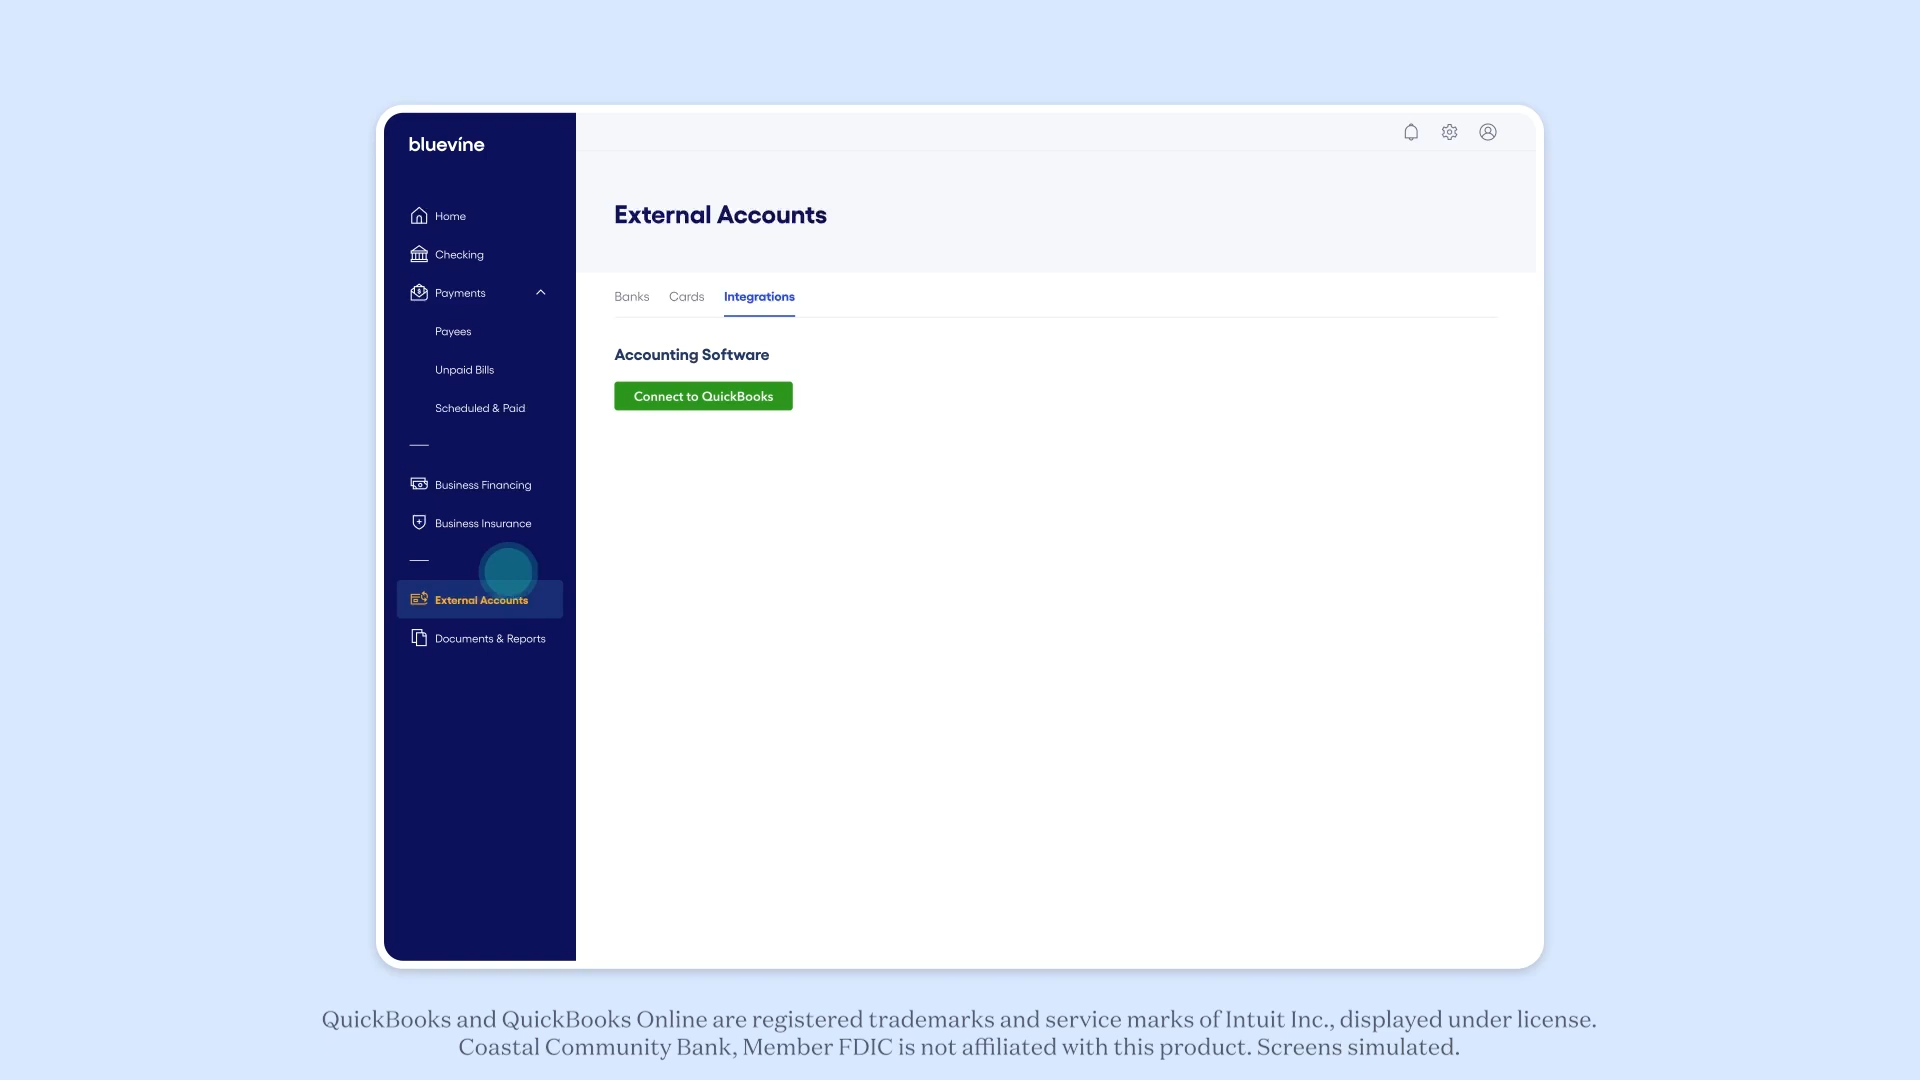 bluevine
Home
Checking
Payments
Payees
Unpaid Bills
Scheduled & Paid
Business Financing
Business Insurance
External Accounts
Documents & Reports
External Accounts
Banks Cards Integrations
Accounting Software
Connect to QuickBooks
QuickBooks and QuickBooks Online are registered trademarks and service marks of Intuit Inc., displayed under license.
Coastal Community Bank, Member FDIC is not affiliated with this product. Screens simulated.